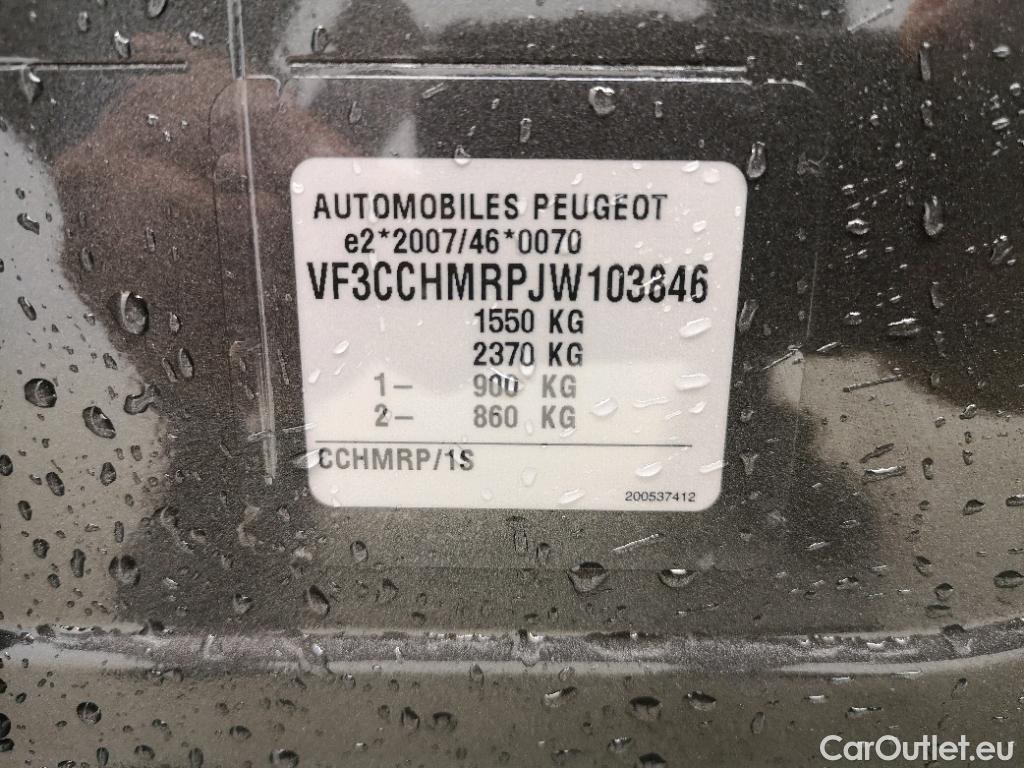 AUTOMOBILES PEUGEOT
e2*2007/46*0070
VF3CCHMRPJW103846
1550 KG
2370 KG
1– 900 KG
2– 860 KG
CCHMRP/1S
200537412
CarOutlet.eu